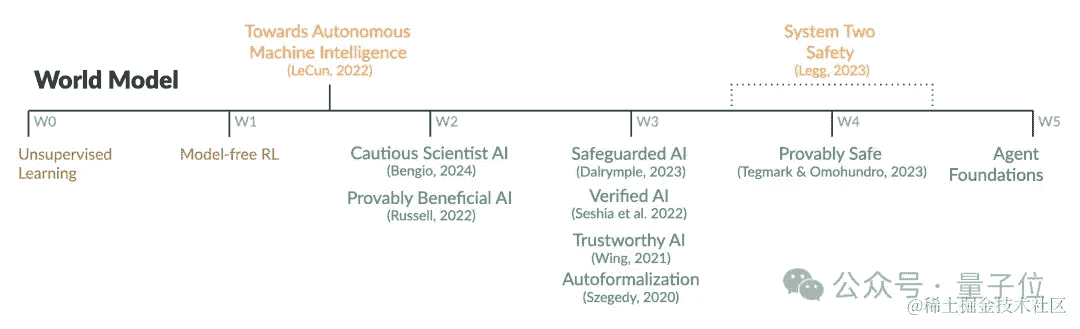 Towards Autonomous
Machine Intelligence
(LeCun, 2022)
System Two
Safety
(Legg, 2023)
World Model
W0
W1
W2
W3
W4
W5
Unsupervised
Learning
Model-free RL
Cautious Scientist AI
(Bengio, 2024)
Provably Beneficial AI
(Russell, 2022)
Safeguarded AI
(Dalrymple, 2023)
Verified AI
(Seshia et al. 2022)
Trustworthy AI
(Wing, 2021)
Autoformalization
(Szegedy, 2020)
Provably Safe
(Tegmark & Omohundro, 2023)
Agent
Foundations
公众号 · 量子位
@稀土掘金技术社区